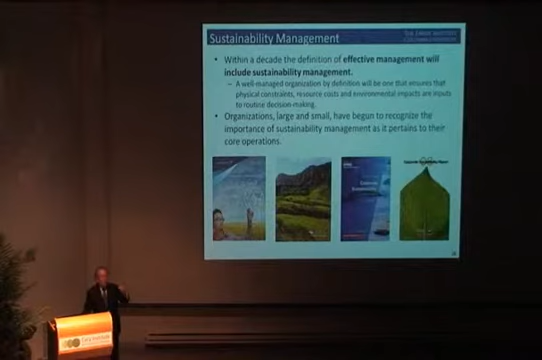 Sustainability Management
THE EARTH INSTITUTE
• Within a decade the definition of effective management will
include sustainability management.
– A well-managed organization by definition will be one that ensures that
physical constraints, resource costs and environmental impacts are inputs
to routine decision-making.
• Organizations, large and small, have begun to recognize the
importance of sustainability management as it pertains to their
core operations.